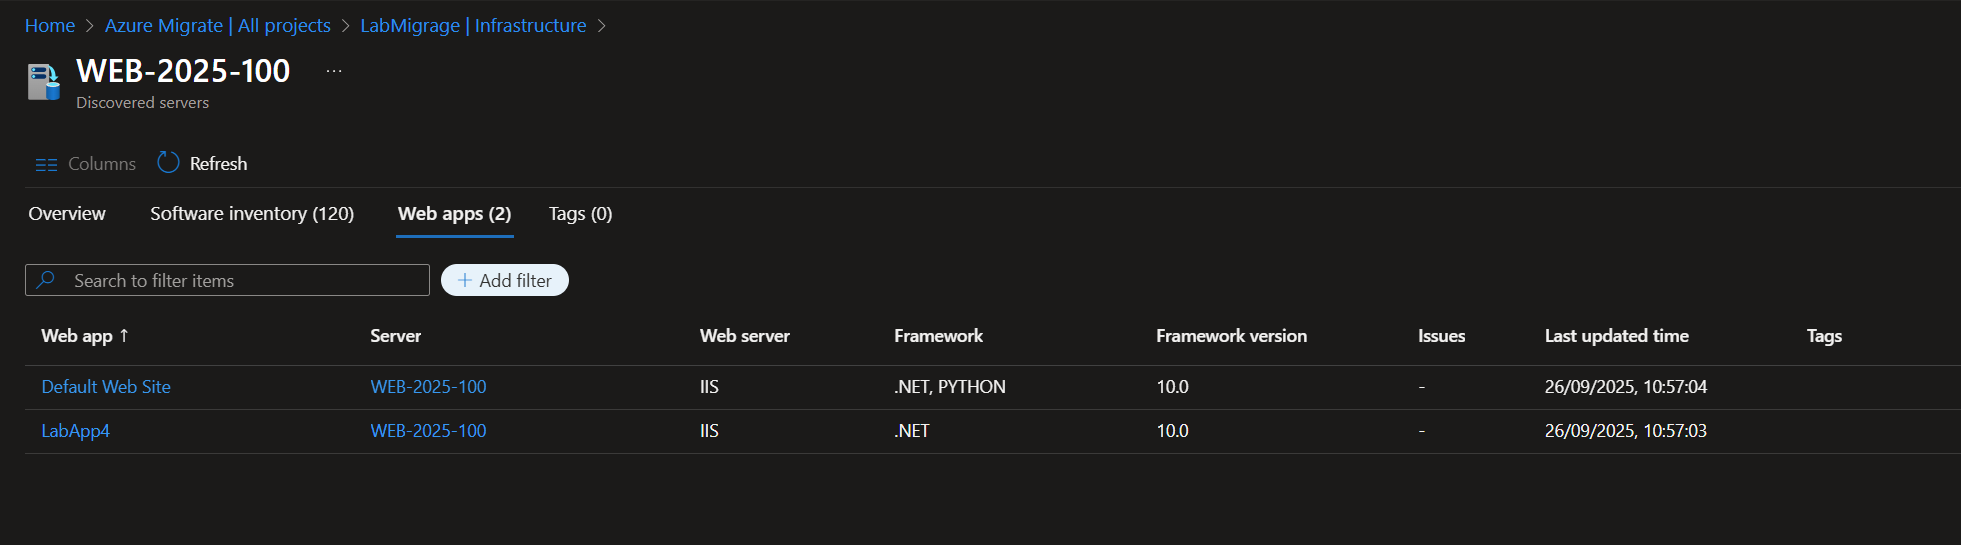 Home > Azure Migrate | All projects > LabMigrage | Infrastructure >
WEB-2025-100 ...
Discovered servers
Columns Refresh
Overview Software inventory (120) Web apps (2) Tags (0)
Search to filter items + Add filter
Web app ↑ Server Web server Framework Framework version Issues Last updated time Tags
Default Web Site WEB-2025-100 IIS .NET, PYTHON 10.0 - 26/09/2025, 10:57:04
LabApp4 WEB-2025-100 IIS .NET 10.0 - 26/09/2025, 10:57:03